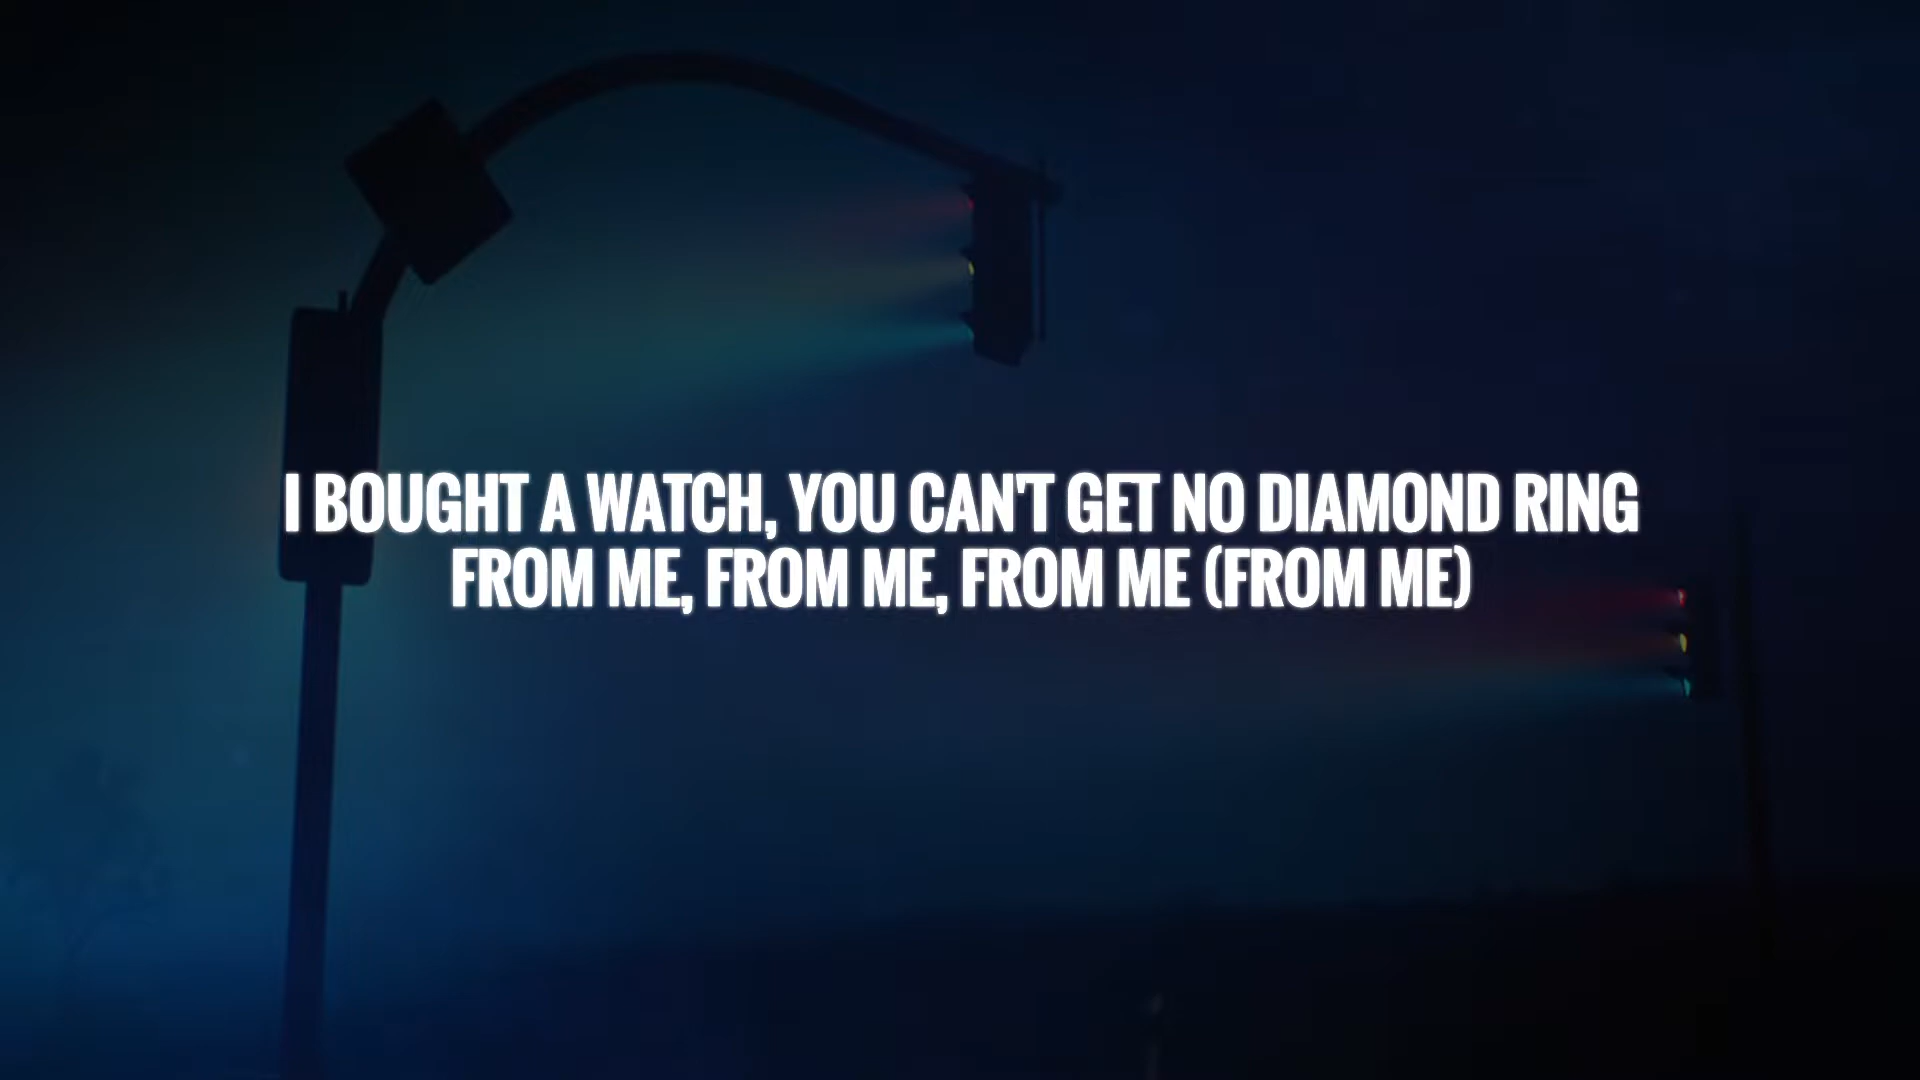 I BOUGHT A WATCH, YOU CAN'T GET NO DIAMOND RING
FROM ME, FROM ME, FROM ME (FROM ME)